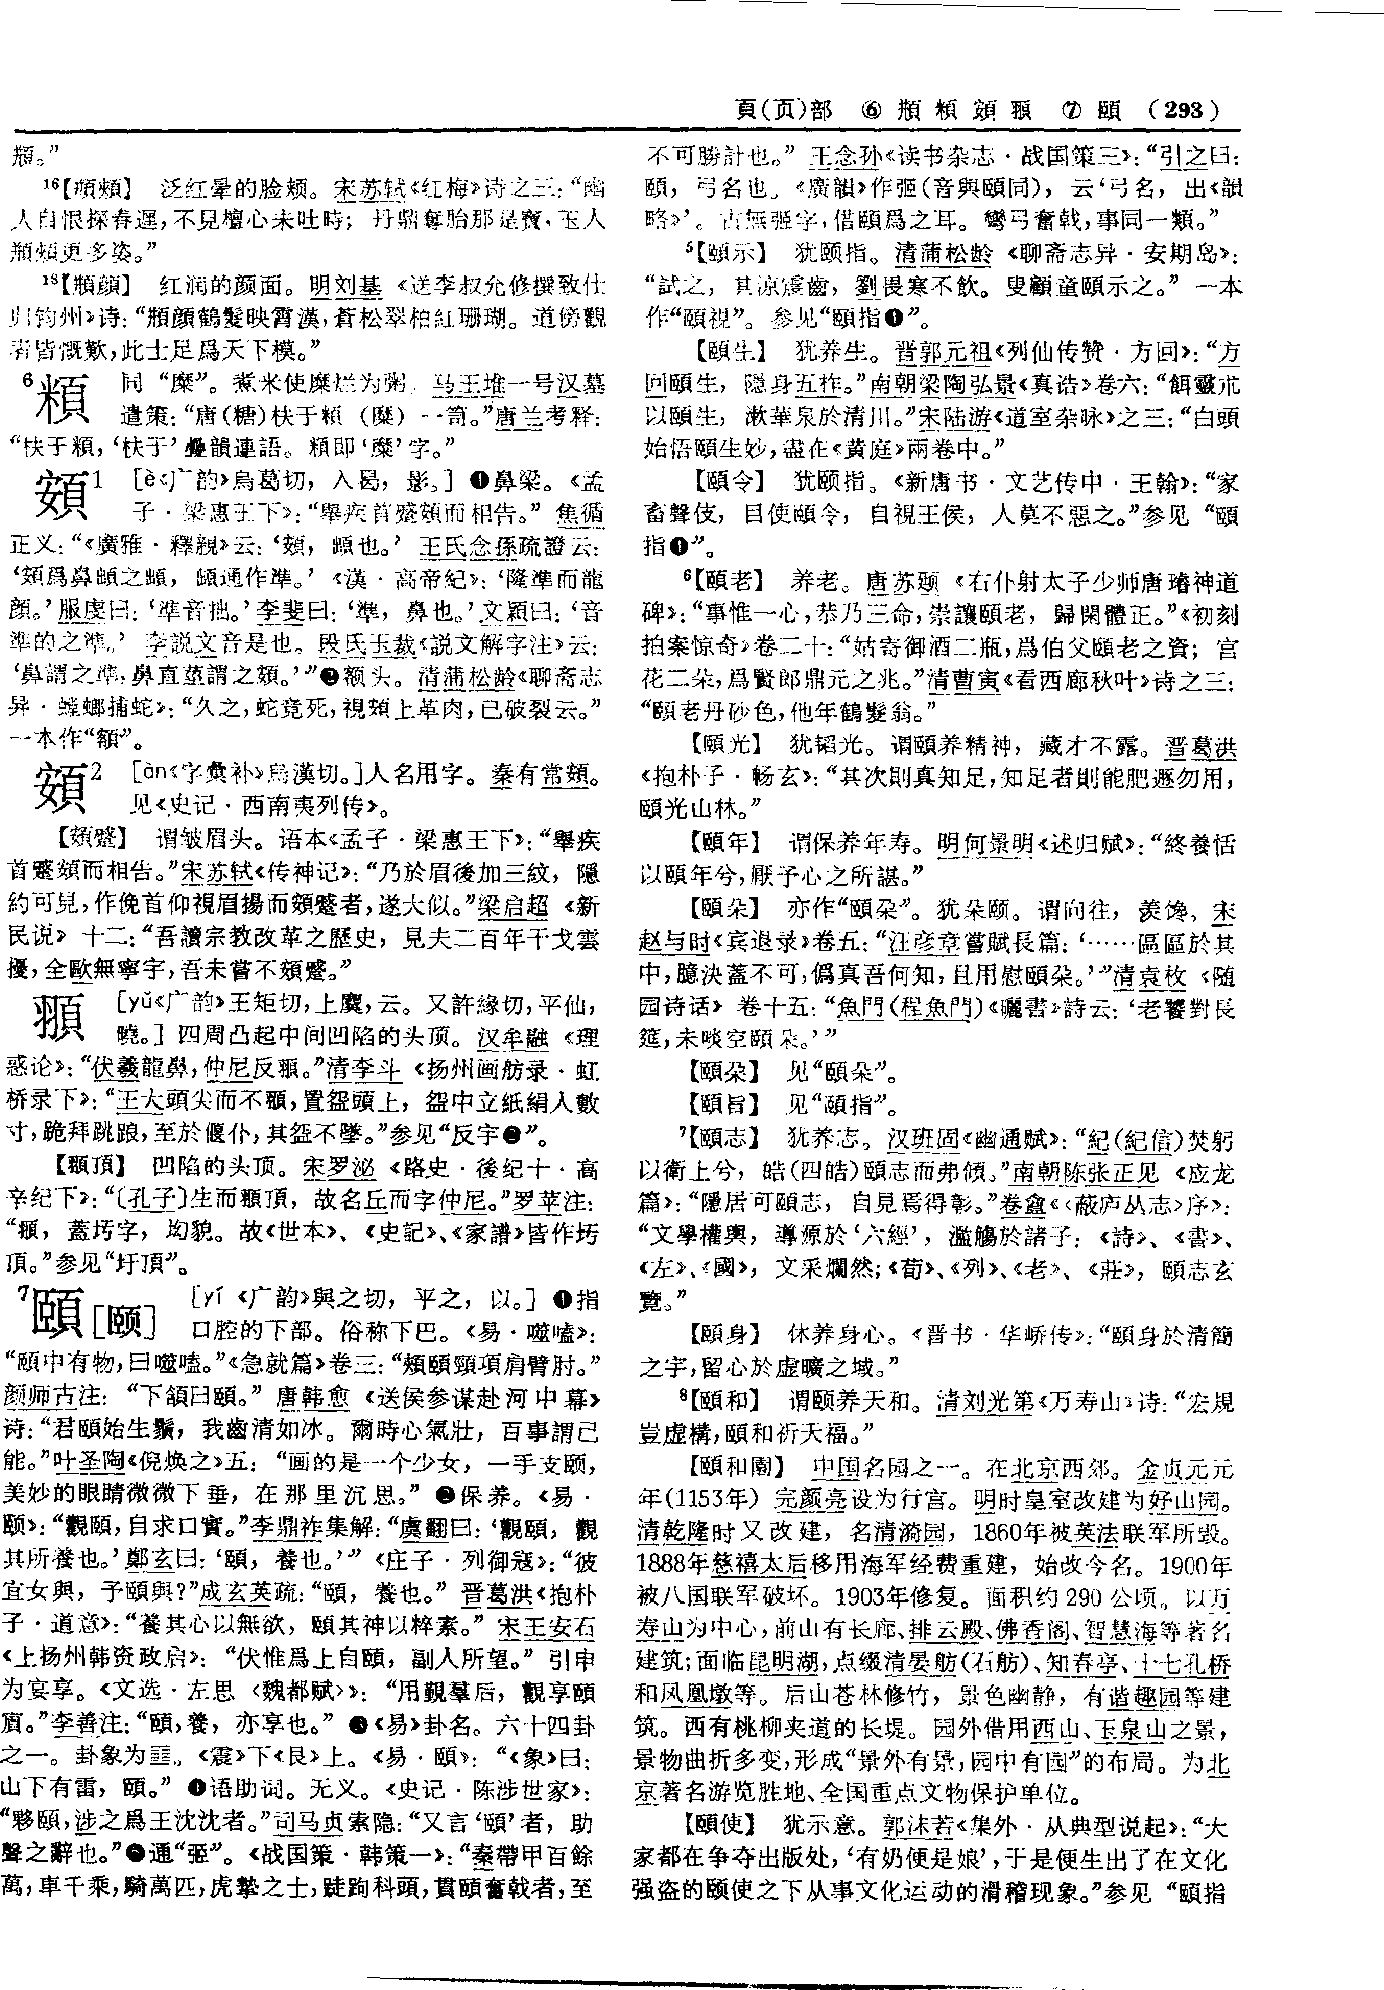 頁(页)部 ⑥ 頩 䫍 頞 䪻 ⑦ 頤 (293)
頩。”
16【頩頰】 泛红晕的脸颊。宋苏轼《红梅》诗之三：“幽
人自恨探春遲，不見檀心未吐時；丹鼎奪胎那是寶，玉人
頩頰更多姿。”
18【頩顔】 红润的颜面。明刘基《送李叔允修撰致仕
归钧州》诗：“頩顔鶴髮映霄漢，蒼松翠柏紅珊瑚。道傍觀
者皆慨歎，此士足爲天下模。”
同“糜”。煮米使糜烂为粥。马王堆一号汉墓
遣策：“唐(糖)枎于䫍(糜)一笥。”唐兰考释：
“枎于䫍，‘枎于’疊韻連語。䫍即‘糜’字。”
頞1 [è《广韵》烏葛切，入曷，影。] ❶鼻梁。《孟
子·梁惠王下》：“舉疾首蹙頞而相告。”焦循
正义：“《廣雅·釋親》云：‘頞，䪼也。’王氏念孫疏證云：
‘頞爲鼻䪼之䪼，䪼通作準。’《漢·高帝紀》：‘隆準而龍
顔。’服虔曰：‘準音拙。’李斐曰：‘準，鼻也。’文穎曰：‘音
準的之準。’李説文音是也。段氏玉裁《説文解字注》云：
‘鼻謂之準，鼻直莖謂之頞。’”❷额头。清蒲松龄《聊斋志
异·螳螂捕蛇》：“久之，蛇竟死，視頞上革肉，已破裂云。”
一本作“額”。
頞2 [àn《字彙补》烏漢切。]人名用字。秦有常頞。
见《史记·西南夷列传》。
【頞蹙】 谓皱眉头。语本《孟子·梁惠王下》：“舉疾
首蹙頞而相告。”宋苏轼《传神记》：“乃於眉後加三紋，隱
約可見，作俛首仰視眉揚而頞蹙者，遂大似。”梁启超《新
民说》十二：“吾讀宗教改革之歷史，見夫二百年干戈雲
擾，全歐無寧宇，吾未嘗不頞蹙。”
[yǔ《广韵》王矩切，上麌，云。又許緣切，平仙，
曉。] 四周凸起中间凹陷的头顶。汉牟融《理
惑论》：“伏羲龍鼻，仲尼反䪻。”清李斗《扬州画舫录·虹
桥录下》：“王大頭尖而不䪻，置盌頭上，盌中立紙絹人數
寸，跪拜跳踉，至於偃仆，其盌不墜。”参见“反宇❷”。
【䪻頂】 凹陷的头顶。宋罗泌《路史·後纪十·高
辛纪下》：“〔孔子〕生而䪻頂，故名丘而字仲尼。”罗苹注：
“䪻，蓋圬字，㘬貌。故《世本》、《史記》、《家譜》皆作圬
頂。”参见“圩頂”。
7頤[颐] [yí《广韵》與之切，平之，以。] ❶指
口腔的下部。俗称下巴。《易·噬嗑》：
“頤中有物，曰噬嗑。”《急就篇》卷三：“頰頤頸項肩臂肘。”
颜师古注：“下頷曰頤。”唐韩愈《送侯参谋赴河中幕》
诗：“君頤始生鬚，我齒清如冰。爾時心氣壯，百事謂己
能。”叶圣陶《倪焕之》五：“画的是一个少女，一手支颐，
美妙的眼睛微微下垂，在那里沉思。”❷保养。《易·
颐》：“觀頤，自求口實。”李鼎祚集解：“虞翻曰：‘觀頤，觀
其所養也。’鄭玄曰：‘頤，養也。’”《庄子·列御寇》：“彼
宜女與，予頤與？”成玄英疏：“頤，養也。”晋葛洪《抱朴
子·道意》：“養其心以無欲，頤其神以粹素。”宋王安石
《上扬州韩资政启》：“伏惟爲上自頤，副人所望。”引申
为宴享。《文选·左思〈魏都赋〉》：“用覲羣后，觀享頤
賓。”李善注：“頤，養，亦享也。”❸《易》卦名。六十四卦
之一。卦象为䷚。《震》下《艮》上。《易·頤》：“《象》曰：
山下有雷，頤。”❹语助词。无义。《史记·陈涉世家》：
“夥頤，涉之爲王沈沈者。”司马贞索隐：“又言‘頤’者，助
聲之辭也。”❺通“弬”。《战国策·韩策一》：“秦帶甲百餘
萬，車千乘，騎萬匹，虎摯之士，跿跔科頭，貫頤奮戟者，至
不可勝計也。”王念孙《读书杂志·战国策三》：“引之曰：
頤，弓名也。《廣韻》作弬(音與頤同)，云‘弓名，出《韻
略》’。古無弬字，借頤爲之耳。彎弓奮戟，事同一類。”
5【頤示】 犹颐指。清蒲松龄《聊斋志异·安期岛》：
“試之，其涼震齒，劉畏寒不飲。叟顧童頤示之。”一本
作“頤視”。参见“頤指❶”。
【頤生】 犹养生。晋郭元祖《列仙传赞·方回》：“方
回頤生，隱身五柞。”南朝梁陶弘景《真诰》卷六：“餌靈朮
以頤生，漱華泉於清川。”宋陆游《道室杂咏》之三：“白頭
始悟頤生妙，盡在《黄庭》兩卷中。”
【頤令】 犹颐指。《新唐书·文艺传中·王翰》：“家
畜聲伎，目使頤令，自視王侯，人莫不惡之。”参见“頤
指❶”。
6【頤老】 养老。唐苏颋《右仆射太子少师唐璿神道
碑》：“事惟一心，恭乃三命，崇讓頤老，歸閑體正。”《初刻
拍案惊奇》卷二十：“姑寄御酒二瓶，爲伯父頤老之資；宫
花二朵，爲賢郎鼎元之兆。”清曹寅《看西廊秋叶》诗之三：
“頤老丹砂色，他年鶴髮翁。”
【頤光】 犹韬光。谓颐养精神，藏才不露。晋葛洪
《抱朴子·畅玄》：“其次則真知足，知足者則能肥遯勿用，
頤光山林。”
【頤年】 谓保养年寿。明何景明《述归赋》：“終養恬
以頤年兮，厭予心之所諶。”
【頤朵】 亦作“頤朶”。犹朵颐。谓向往，羡馋。宋
赵与时《宾退录》卷五：“汪彦章嘗賦長篇：‘……區區於其
中，臆決蓋不可，僞真吾何知，且用慰頤朶。’”清袁枚《随
园诗话》卷十五：“魚門(程魚門)《曬書》詩云：‘老饕對長
筵，未啖空頤朵。’”
【頤朶】 见“頤朵”。
【頤旨】 见“頤指”。
7【頤志】 犹养志。汉班固《幽通赋》：“紀(紀信)焚躬
以衛上兮，皓(四皓)頤志而弗傾。”南朝陈张正见《应龙
篇》：“隱居可頤志，自見焉得彰。”卷盦《〈蔽庐丛志〉序》：
“文學權輿，導源於‘六經’，濫觴於諸子；《詩》、《書》、
《左》、《國》，文采爛然；《荀》、《列》、《老》、《莊》，頤志玄
覽。”
【頤身】 休养身心。《晋书·华峤传》：“頤身於清簡
之宇，留心於虛曠之域。”
8【頤和】 谓颐养天和。清刘光第《万寿山》诗：“宏規
豈虛構，頤和祈天福。”
【頤和園】 中国名园之一。在北京西郊。金贞元元
年(1153年)完颜亮设为行宫。明时皇室改建为好山园。
清乾隆时又改建，名清漪园，1860年被英法联军所毁。
1888年慈禧太后移用海军经费重建，始改今名。1900年
被八国联军破坏。1903年修复。面积约290公顷。以万
寿山为中心，前山有长廊、排云殿、佛香阁、智慧海等著名
建筑；面临昆明湖，点缀清晏舫(石舫)、知春亭、十七孔桥
和凤凰墩等。后山苍林修竹，景色幽静，有谐趣园等建
筑。西有桃柳夹道的长堤。园外借用西山、玉泉山之景，
景物曲折多变，形成“景外有景，园中有园”的布局。为北
京著名游览胜地、全国重点文物保护单位。
【頤使】 犹示意。郭沫若《集外·从典型说起》：“大
家都在争夺出版处，‘有奶便是娘’，于是便生出了在文化
强盗的颐使之下从事文化运动的滑稽现象。”参见“頤指